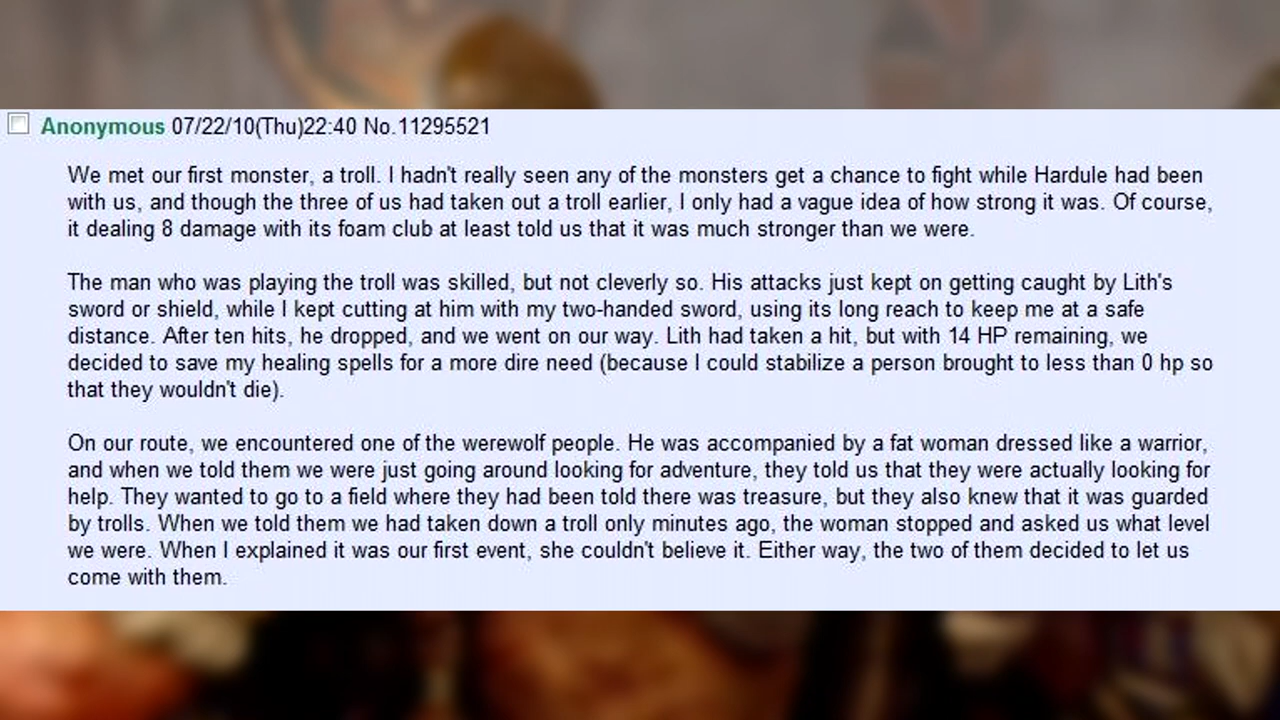 Anonymous 07/22/10(Thu)22:40 No.11295521
We met our first monster, a troll. I hadn't really seen any of the monsters get a chance to fight while Hardule had been
with us, and though the three of us had taken out a troll earlier, I only had a vague idea of how strong it was. Of course,
it dealing 8 damage with its foam club at least told us that it was much stronger than we were.
The man who was playing the troll was skilled, but not cleverly so. His attacks just kept on getting caught by Lith's
sword or shield, while I kept cutting at him with my two-handed sword, using its long reach to keep me at a safe
distance. After ten hits, he dropped, and we went on our way. Lith had taken a hit, but with 14 HP remaining, we
decided to save my healing spells for a more dire need (because I could stabilize a person brought to less than 0 hp so
that they wouldn't die).
On our route, we encountered one of the werewolf people. He was accompanied by a fat woman dressed like a warrior,
and when we told them we were just going around looking for adventure, they told us that they were actually looking for
help. They wanted to go to a field where they had been told there was treasure, but they also knew that it was guarded
by trolls. When we told them we had taken down a troll only minutes ago, the woman stopped and asked us what level
we were. When I explained it was our first event, she couldn't believe it. Either way, the two of them decided to let us
come with them.